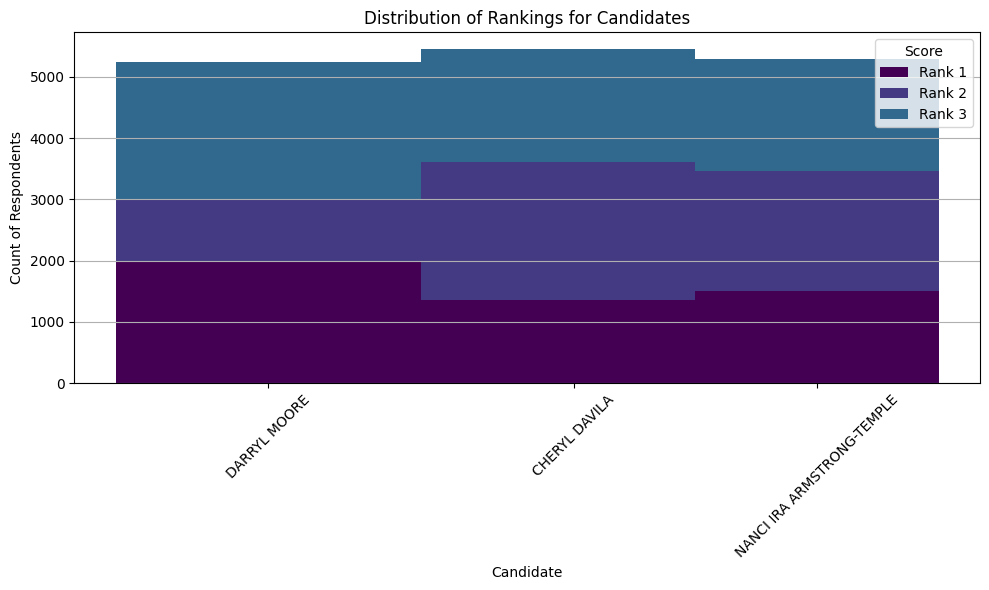 Distribution of Rankings for Candidates
Score
Rank 1
Rank 2
Rank 3
Count of Respondents
5000
4000
3000
2000
1000
0
DARRYL MOORE
CHERYL DAVILA
NANCI IRA ARMSTRONG-TEMPLE
Candidate